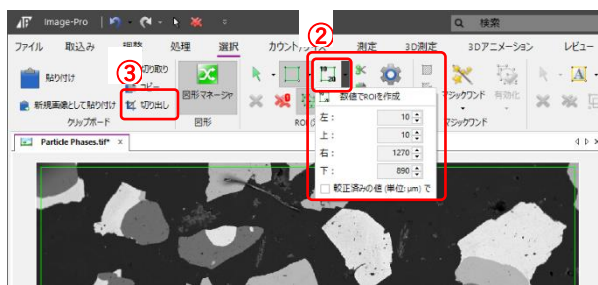 Image-Pro
検索
②
ファイル 取込み 調整 処理 選択 カウント/サイズ 測定 3D測定 3Dアニメーション レビュー
③
貼り付け
切り取り
コピー
新規画像として貼り付け
切り出し
図形マネージャ
マジックワンド
有効化
クリップボード
図形
ROI
マジックワンド
数値でROIを作成
左: 10
上: 10
右: 1270
下: 890
較正済みの値 (単位: μm) で
Particle Phases.tif* ×